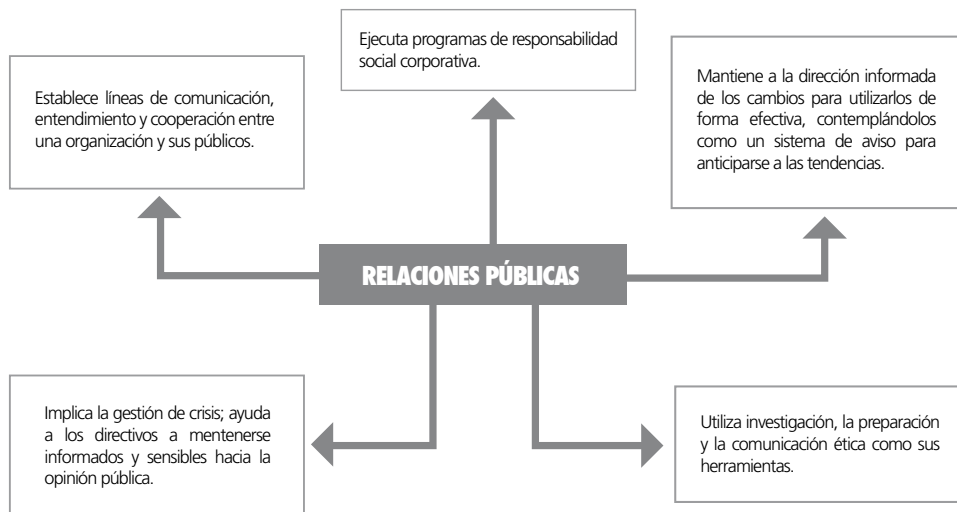 Ejecuta programas de responsabilidad
social corporativa.
Establece líneas de comunicación,
entendimiento y cooperación entre
una organización y sus públicos.
Mantiene a la dirección informada
de los cambios para utilizarlos de
forma efectiva, contemplándolos
como un sistema de aviso para
anticiparse a las tendencias.
RELACIONES PÚBLICAS
Implica la gestión de crisis; ayuda
a los directivos a mentenerse
informados y sensibles hacia la
opinión pública.
Utiliza investigación, la preparación
y la comunicación ética como sus
herramientas.